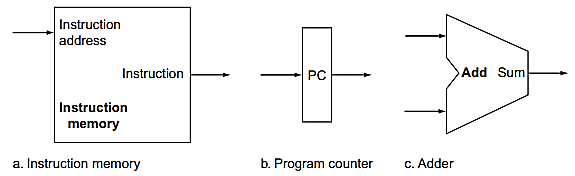 Instruction
address
Instruction
Instruction
memory
PC
Add Sum
a. Instruction memory
b. Program counter
c. Adder